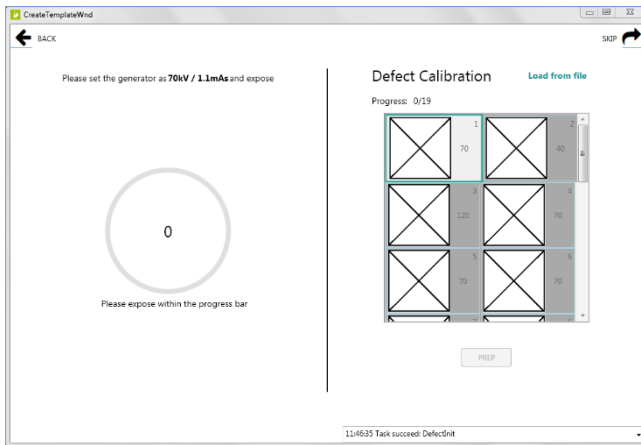 CreateTemplateWnd
BACK
SKIP
Please set the generator as 70kV / 1.1mAs and expose
Defect Calibration
Load from file
Progress: 0/19
1
70
2
40
3
120
4
70
5
70
6
70
0
Please expose within the progress bar
PREP
11:46:35 Task succeed: DefectInit